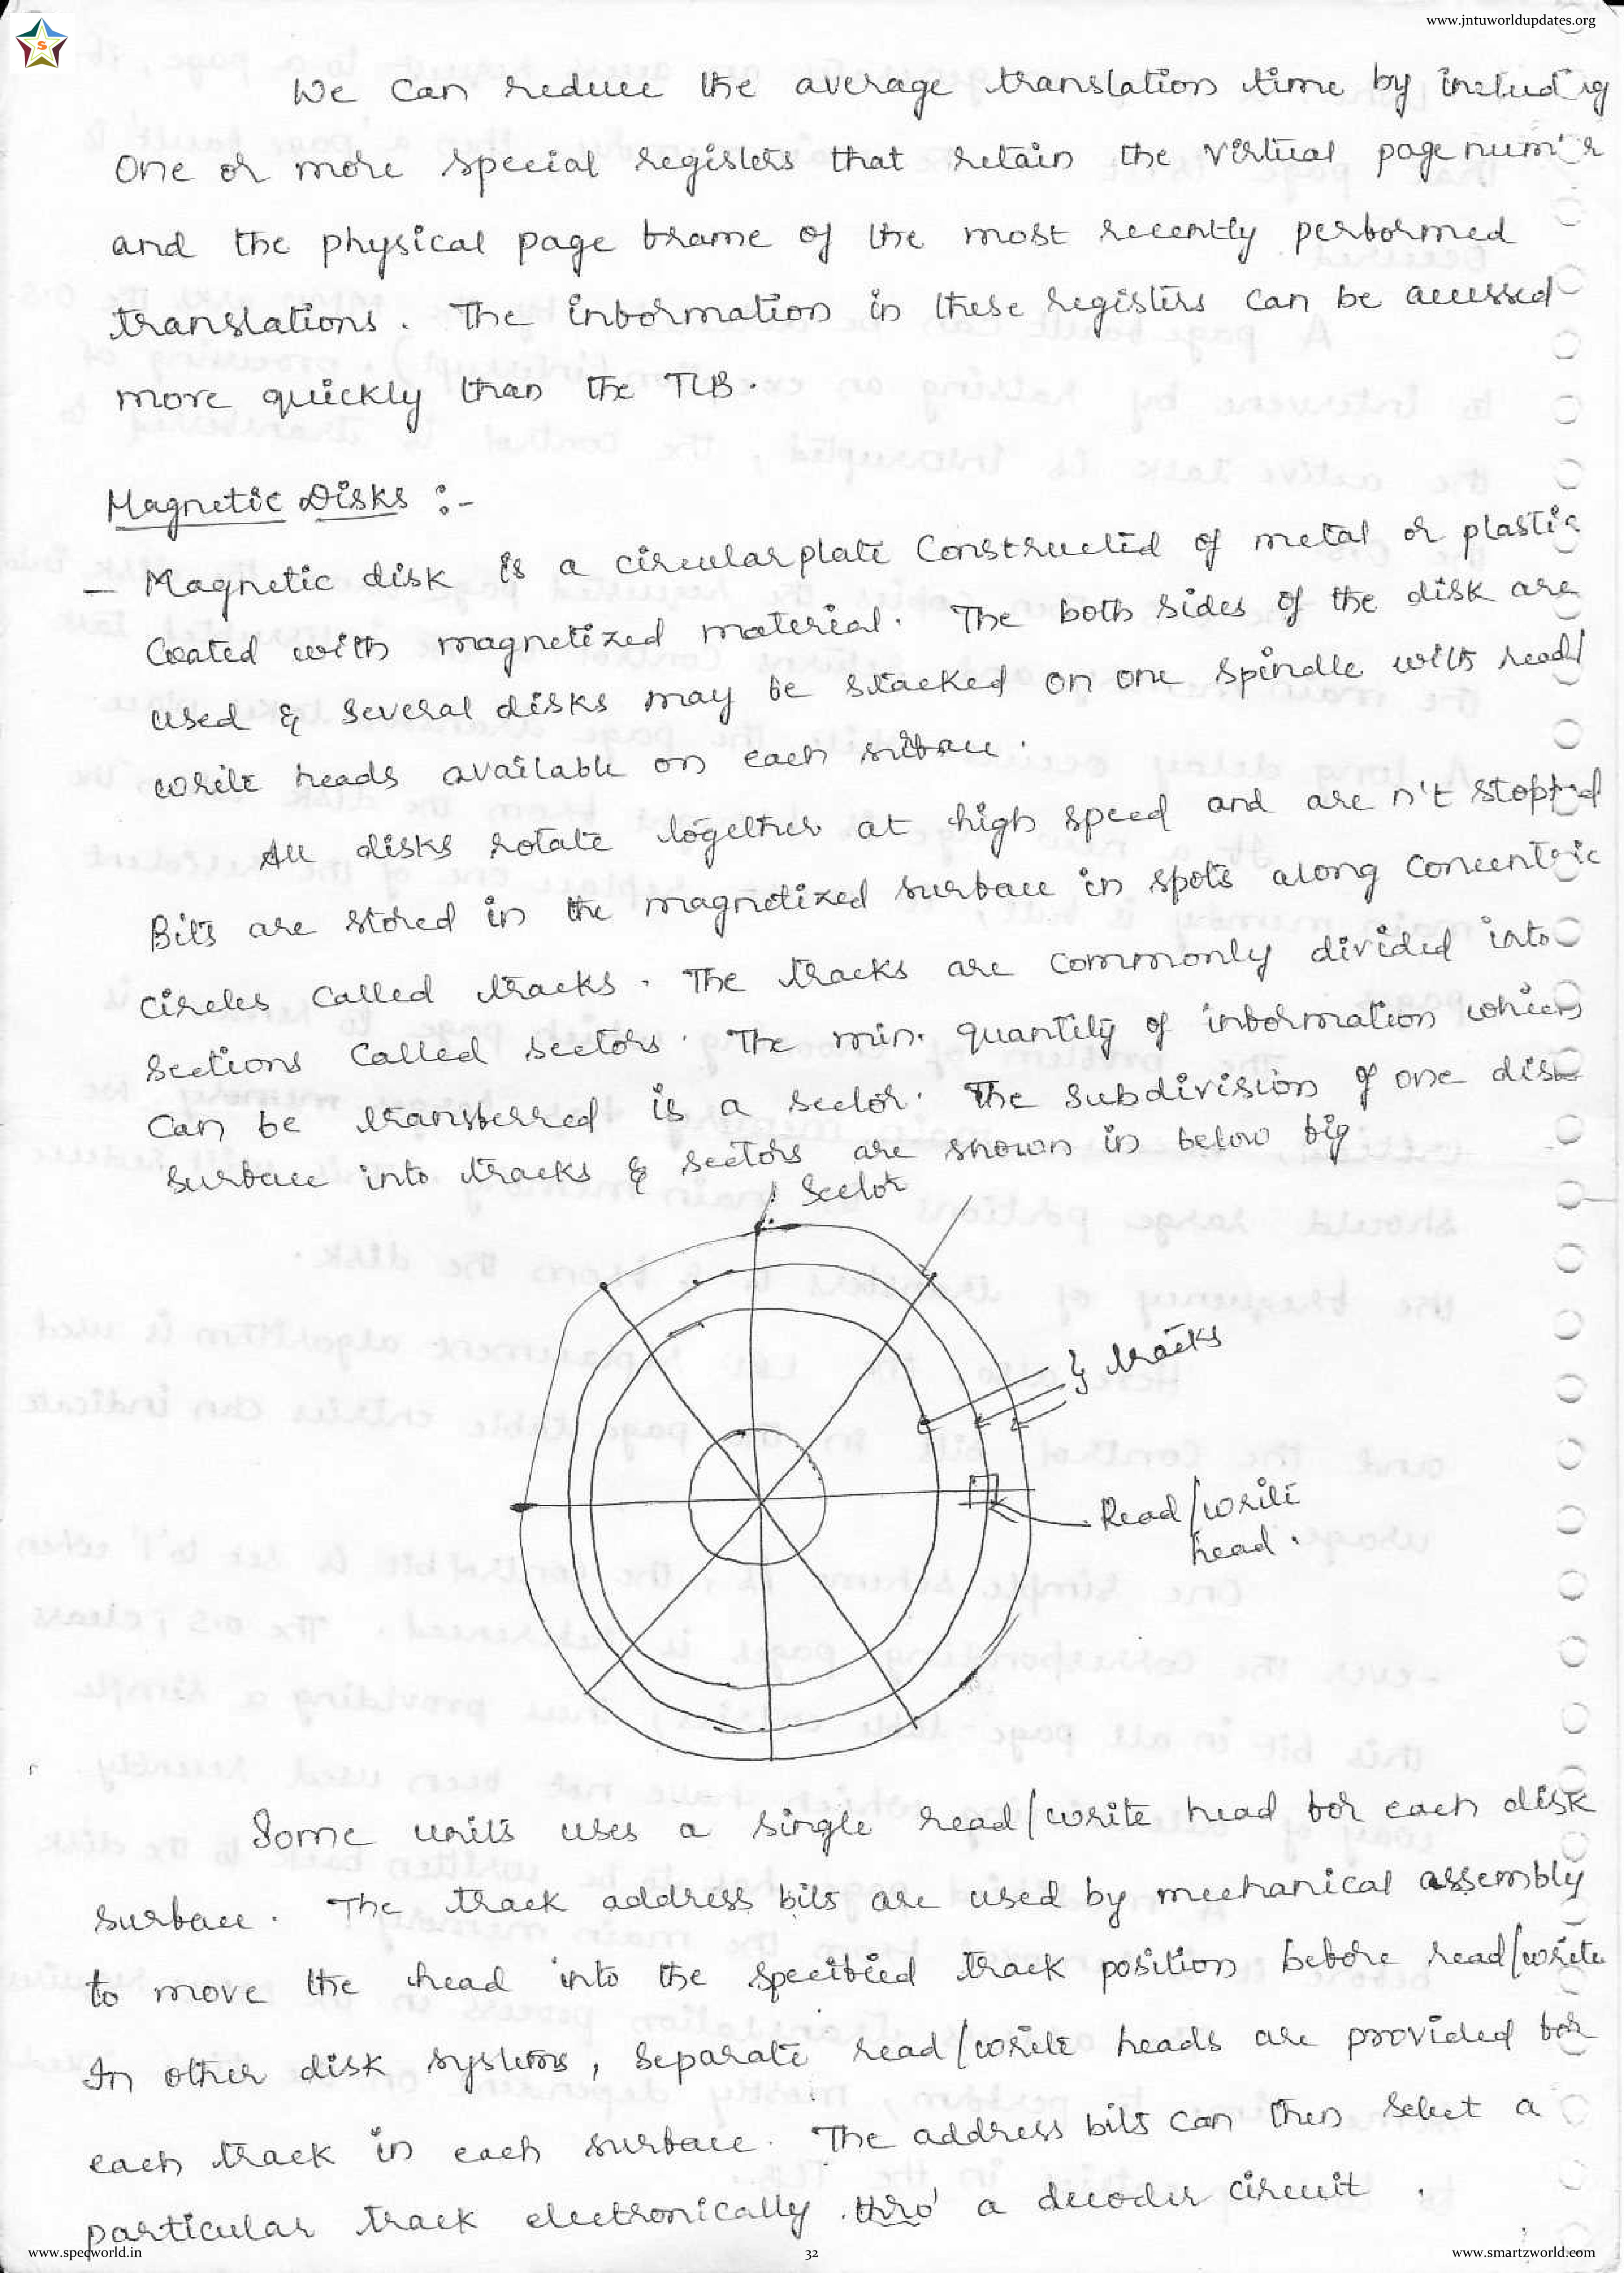 www.jntuworldupdates.org
S
We can reduce the average translation time by including
one or more special registers that retain the virtual page number
and the physical page frame of the most recently performed
translations. The information in these registers can be accessed
more quickly than the TLB.
Magnetic Disks :-
- Magnetic disk is a circular plate constructed of metal or plastic
coated with magnetized material. The both sides of the disk are
used & several disks may be stacked on one spindle with read/
write heads available on each surface.
All disks rotate together at high speed and are n't stopped
Bits are stored in the magnetized surface in spots along concentric
circles called tracks. The tracks are commonly divided into
sections called sectors. The min. quantity of information which
can be transferred is a sector. The subdivision of one disk
surface into tracks & sectors are shown in below fig
Sector
} tracks
Read/write
head.
Some units uses a single read/write head for each disk
surface. The track address bits are used by mechanical assembly
to move the head into the specified track position before read/write
In other disk systems, separate read/write heads are provided for
each track in each surface. The address bits can then select a
particular track electronically thro' a decoder circuit.
www.specworld.in
32
www.smartzworld.com